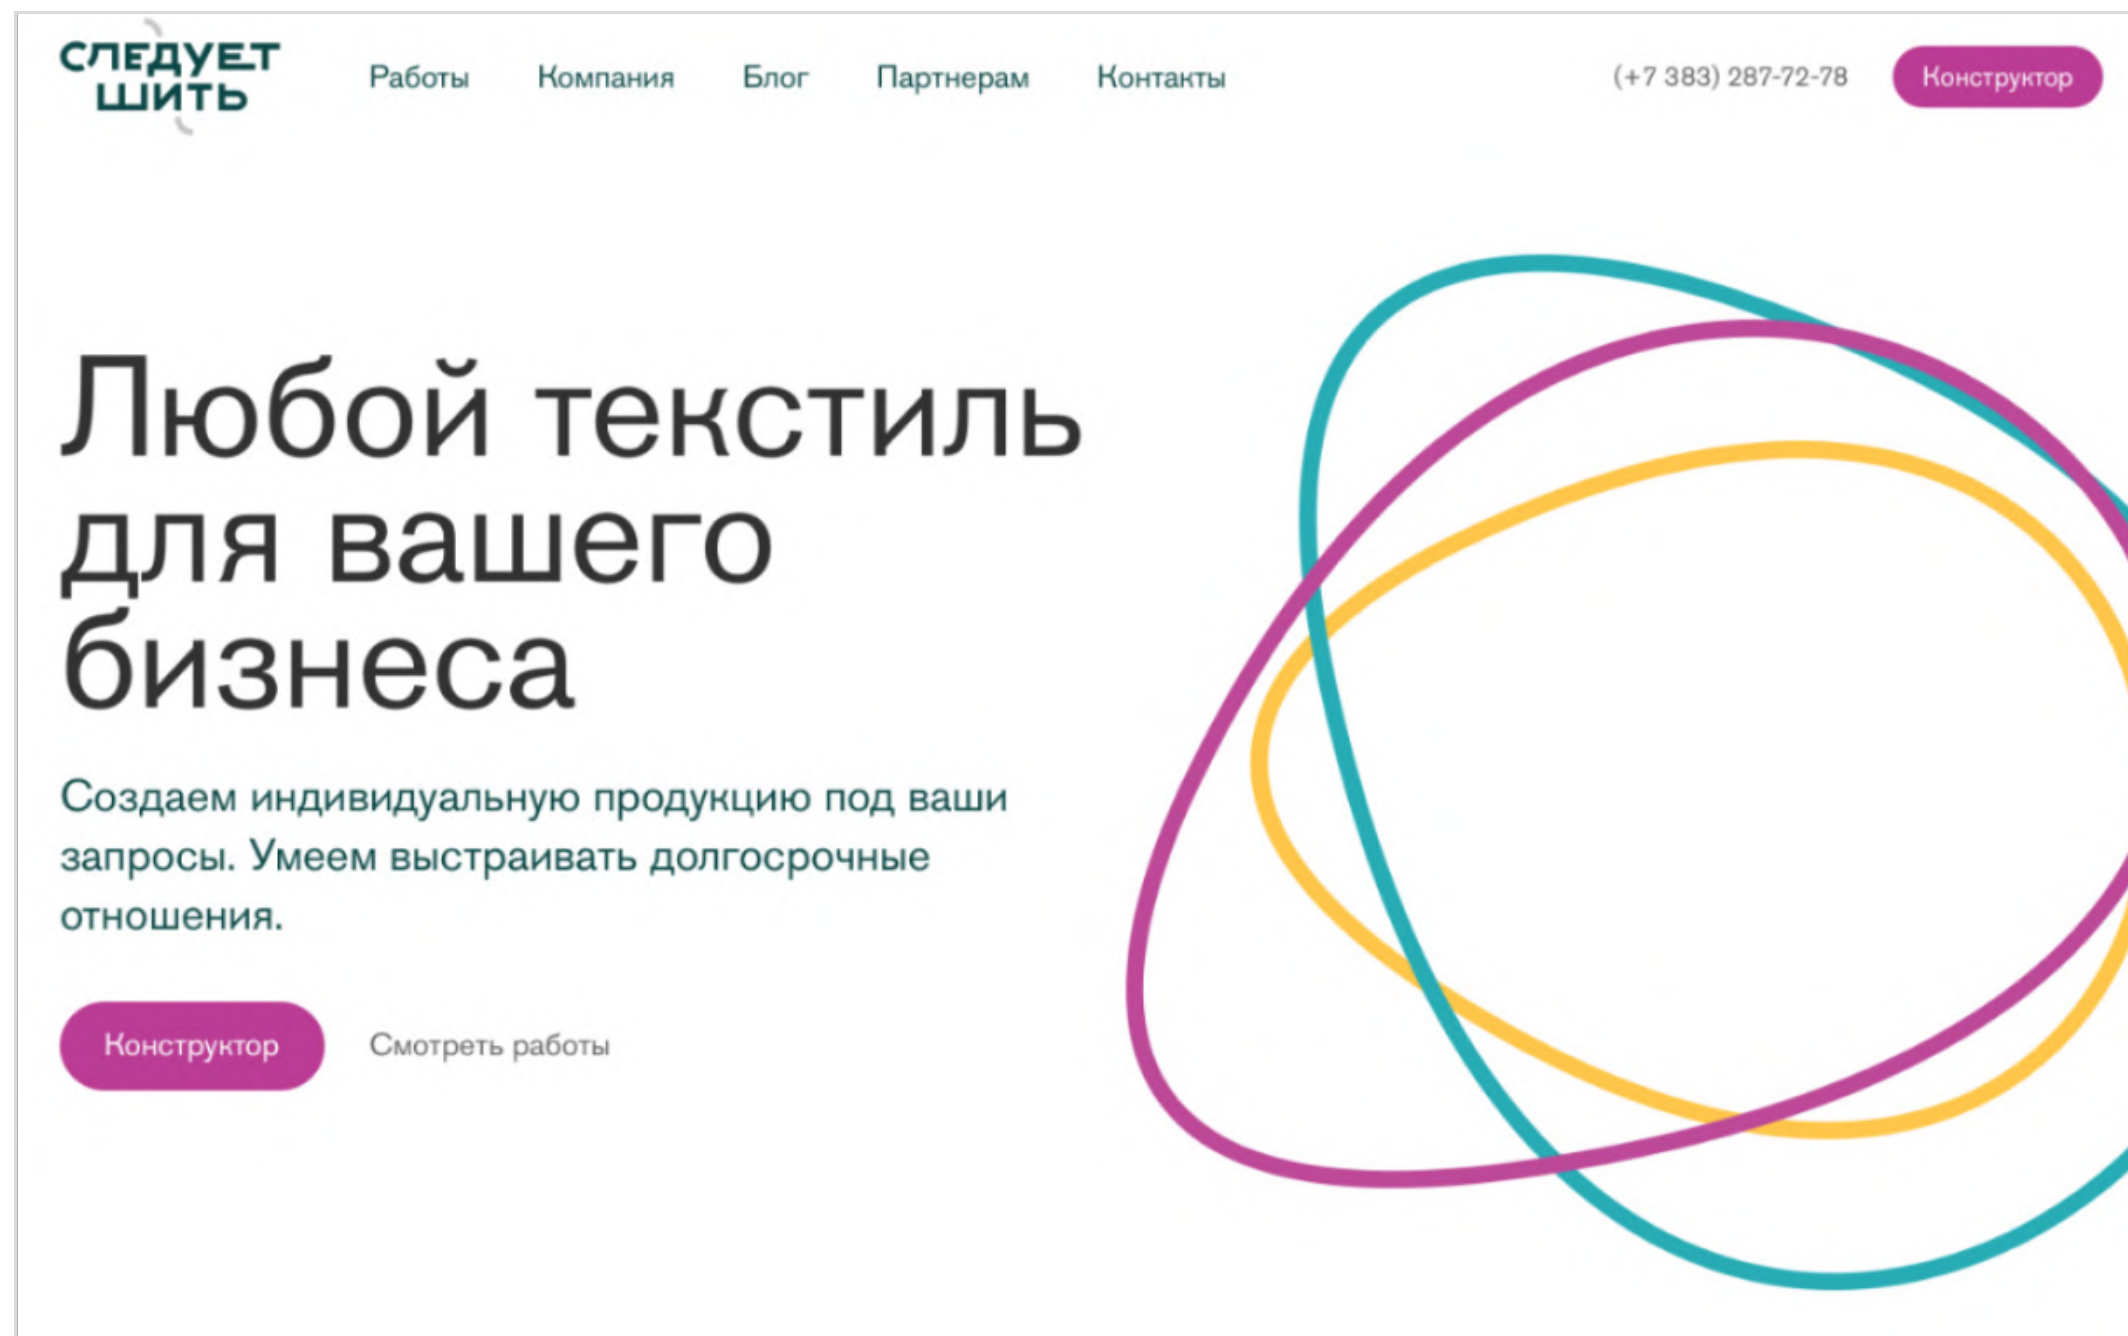 СЛЕДУЕТ
ШИТЬ
Работы Компания Блог Партнерам Контакты (+7 383) 287-72-78 Конструктор
Любой текстиль
для вашего
бизнеса
Создаем индивидуальную продукцию под ваши
запросы. Умеем выстраивать долгосрочные
отношения.
Конструктор Смотреть работы